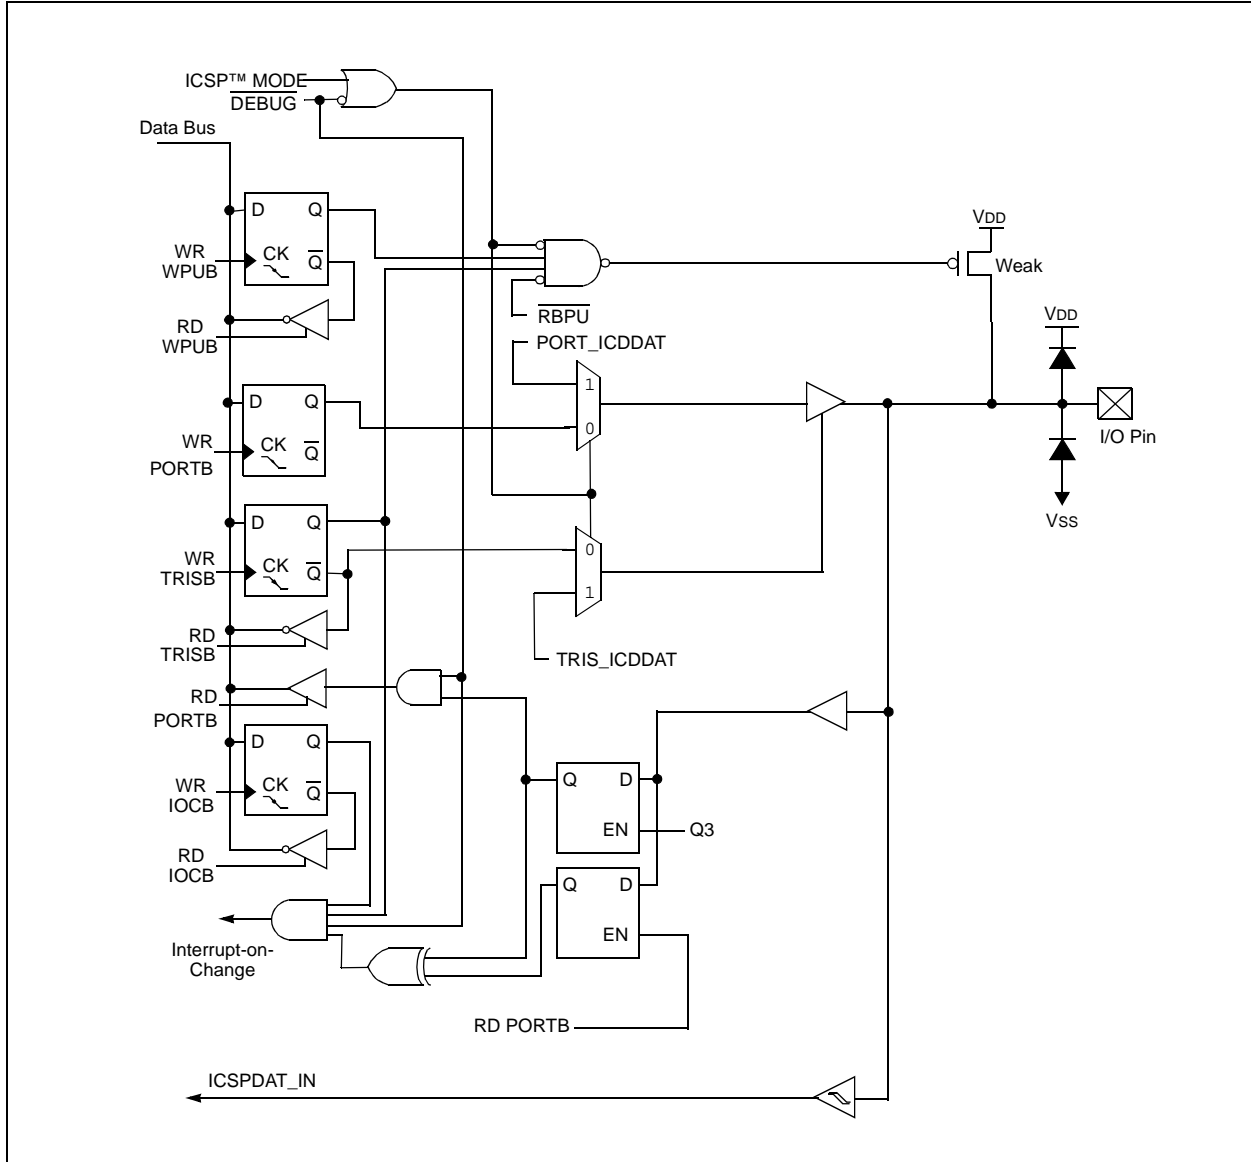 ICSP™ MODE
DEBUG
Data Bus
D Q
WR
WPUB
CK
Q
RD
WPUB
VDD
Weak
RBPU
PORT_ICDDAT
1
0
VDD
I/O Pin
VSS
D Q
WR
PORTB
CK
Q
D Q
WR
TRISB
CK
Q
0
1
RD
TRISB
TRIS_ICDDAT
RD
PORTB
D Q
WR
IOCB
CK
Q
Q D
EN
Q3
RD
IOCB
Q D
EN
Interrupt-on-
Change
RD PORTB
ICSPDAT_IN